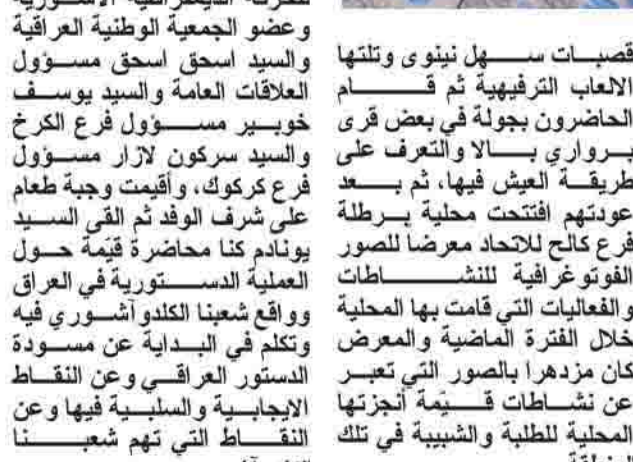 قصبات سهل نينوى وتلتها
الالعاب الترفيهية ثم قام
الحاضرون بجولة في بعض قرى
برواري بالا والتعرف على
طريقة العيش فيها، ثم بعد
عودتهم افتتحت محلية برطلة
فرع كالح للاتحاد معرضا للصور
الفوتوغرافية للنشاطات
والفعاليات التي قامت بها المحلية
خلال الفترة الماضية والمعرض
كان مزدهرا بالصور التي تعبر
عن نشاطات قيّمة أنجزتها
المحلية للطلبة والشبيبة في تلك
وعضو الجمعية الوطنية العراقية
والسيد اسحق اسحق مسؤول
العلاقات العامة والسيد يوسف
خوبير مسؤول فرع الكرخ
والسيد سركون لازار مسؤول
فرع كركوك، وأقيمت وجبة طعام
على شرف الوفد ثم القى السيد
يونادم كنا محاضرة قيّمة حول
العملية الدستورية في العراق
وواقع شعبنا الكلدوآشوري فيه
وتكلم في البداية عن مسودة
الدستور العراقي وعن النقاط
الايجابية والسلبية فيها وعن
النقاط التي تهم شعبنا